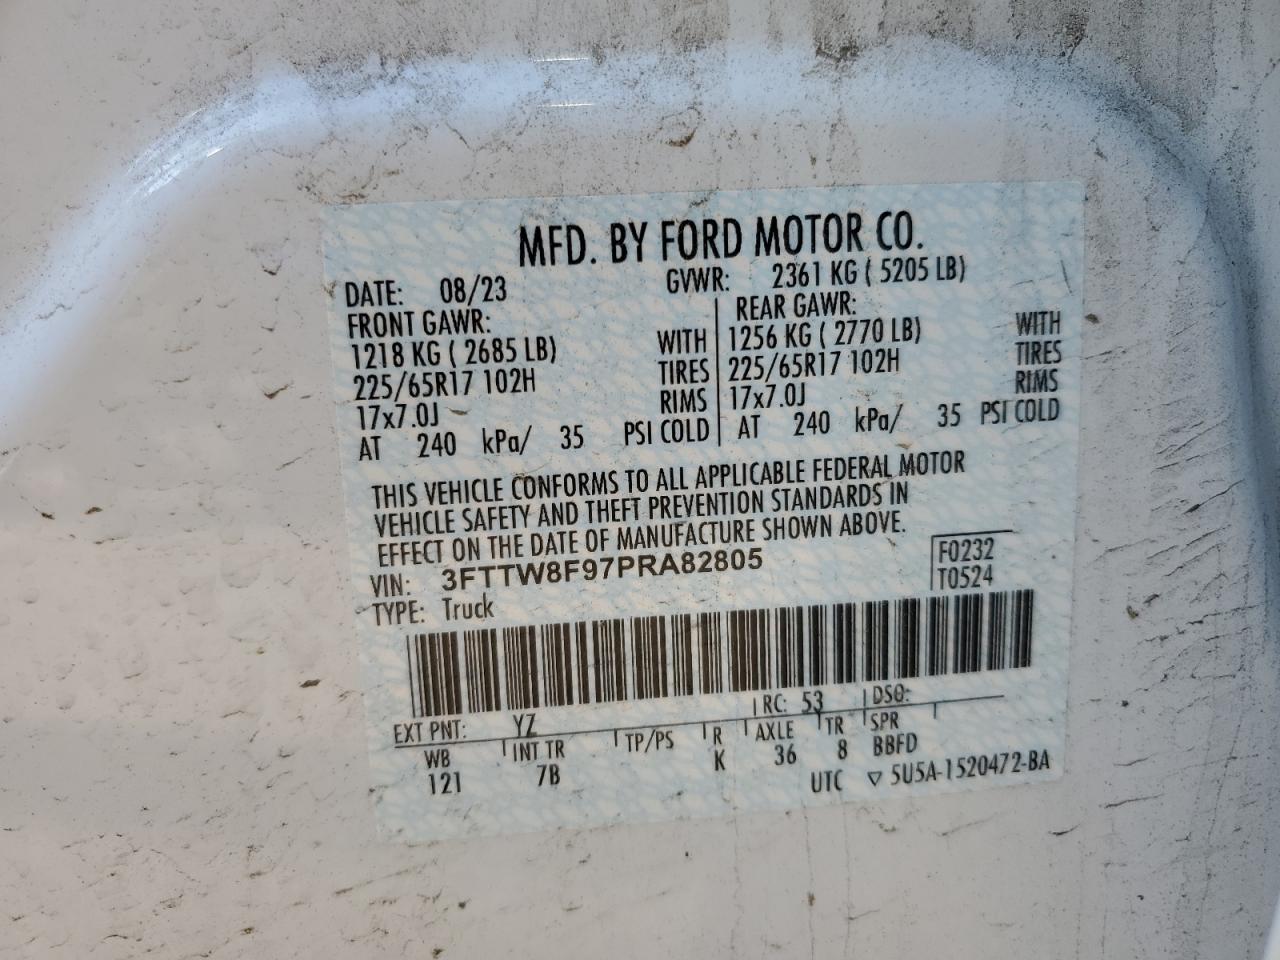 MFD. BY FORD MOTOR CO.
DATE: 08/23 GVWR: 2361 KG ( 5205 LB)
FRONT GAWR: REAR GAWR:
1218 KG ( 2685 LB) WITH 1256 KG ( 2770 LB) WITH
225/65R17 102H TIRES 225/65R17 102H TIRES
17x7.0J RIMS 17x7.0J RIMS
AT 240 kPa/ 35 PSI COLD AT 240 kPa/ 35 PSI COLD
THIS VEHICLE CONFORMS TO ALL APPLICABLE FEDERAL MOTOR
VEHICLE SAFETY AND THEFT PREVENTION STANDARDS IN
EFFECT ON THE DATE OF MANUFACTURE SHOWN ABOVE.
VIN: 3FTTW8F97PRA82805 F0232
TYPE: Truck T0524
EXT PNT: YZ RC: 53 DSO:
WB INT TR TP/PS R AXLE TR SPR
121 7B K 36 8 BBFD
UTC ▽ 5U5A-1520472-BA